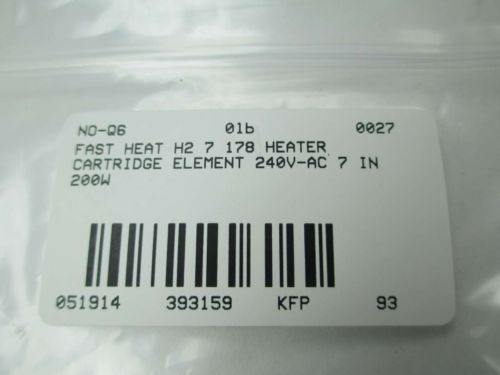 NO-Q6 01b 0027
FAST HEAT H2 7 178 HEATER
CARTRIDGE ELEMENT 240V-AC 7 IN
200W
051914 393159 KFP 93